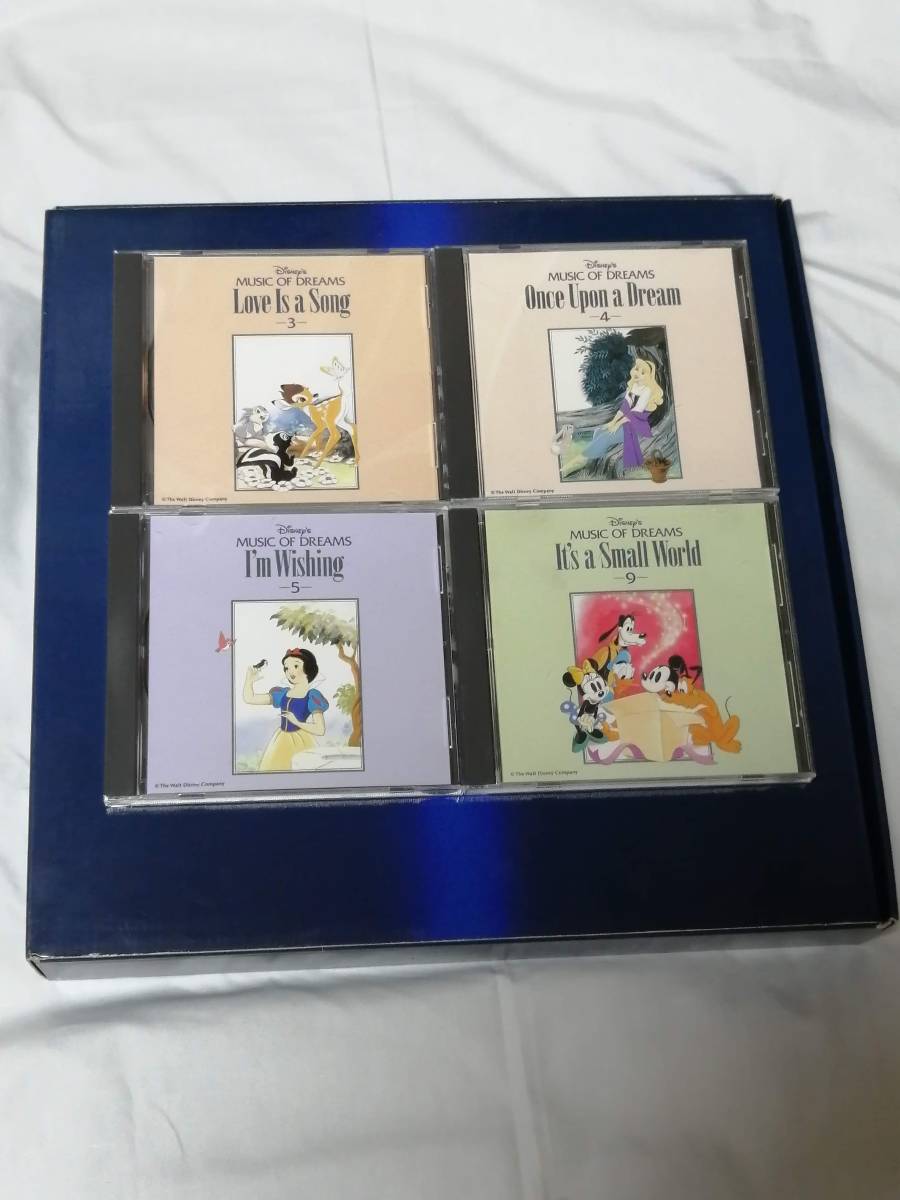 Disney's
MUSIC OF DREAMS
Love Is a Song
-3-
© The Walt Disney Company
Disney's
MUSIC OF DREAMS
Once Upon a Dream
-4-
© The Walt Disney Company
Disney's
MUSIC OF DREAMS
I'm Wishing
-5-
© The Walt Disney Company
Disney's
MUSIC OF DREAMS
It's a Small World
-9-
© The Walt Disney Company